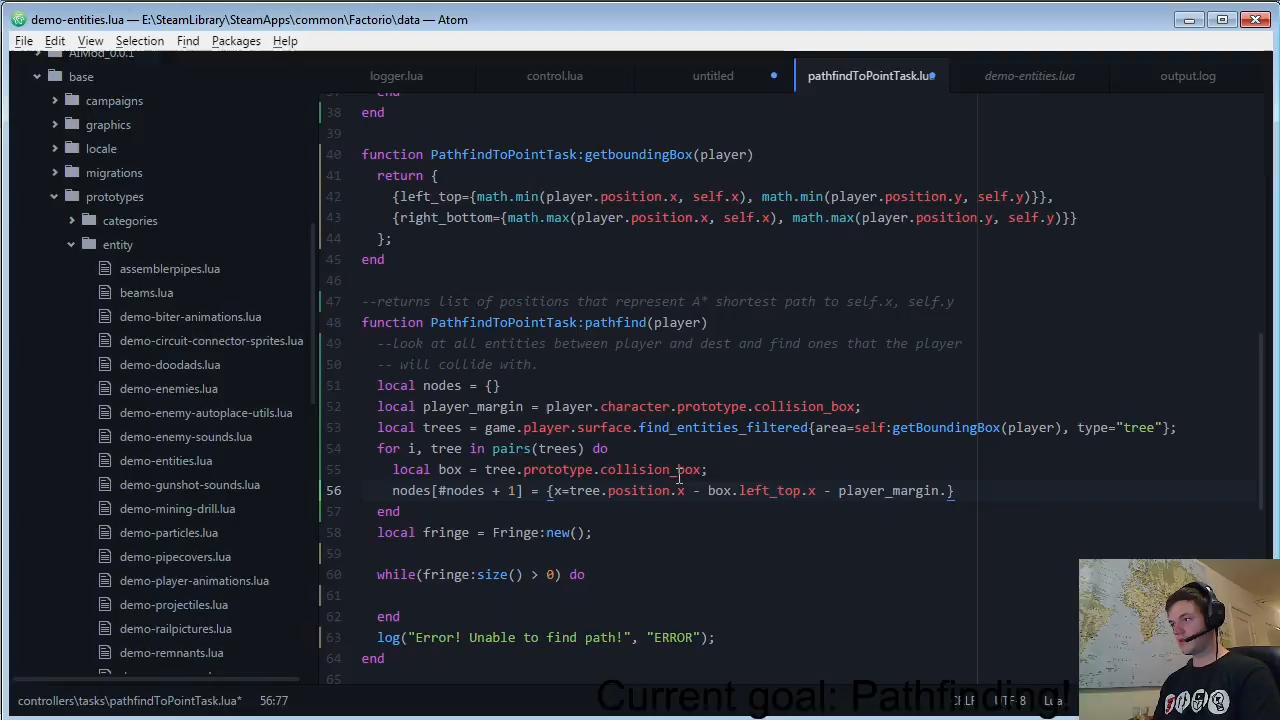 demo-entities.lua — E:\SteamLibrary\SteamApps\common\Factorio\data — Atom
File Edit View Selection Find Packages Help
AIMod_0.0.1
base
campaigns
graphics
locale
migrations
prototypes
categories
entity
assemblerpipes.lua
beams.lua
demo-biter-animations.lua
demo-circuit-connector-sprites.lua
demo-doodads.lua
demo-enemies.lua
demo-enemy-autoplace-utils.lua
demo-enemy-sounds.lua
demo-entities.lua
demo-gunshot-sounds.lua
demo-mining-drill.lua
demo-particles.lua
demo-pipecovers.lua
demo-player-animations.lua
demo-projectiles.lua
demo-railpictures.lua
demo-remnants.lua
logger.lua control.lua untitled pathfindToPointTask.lua demo-entities.lua output.log
37 end
38 end
39
40 function PathfindToPointTask:getboundingBox(player)
41 return {
42 {left_top={math.min(player.position.x, self.x), math.min(player.position.y, self.y)}},
43 {right_bottom={math.max(player.position.x, self.x), math.max(player.position.y, self.y)}}
44 };
45 end
46
47 --returns list of positions that represent A* shortest path to self.x, self.y
48 function PathfindToPointTask:pathfind(player)
49 --look at all entities between player and dest and find ones that the player
50 -- will collide with.
51 local nodes = {}
52 local player_margin = player.character.prototype.collision_box;
53 local trees = game.player.surface.find_entities_filtered{area=self:getBoundingBox(player), type="tree"};
54 for i, tree in pairs(trees) do
55 local box = tree.prototype.collision_box;
56 nodes[#nodes + 1] = {x=tree.position.x - box.left_top.x - player_margin.}
57 end
58 local fringe = Fringe:new();
59
60 while(fringe:size() > 0) do
61
62 end
63 log("Error! Unable to find path!", "ERROR");
64 end
65
controllers\tasks\pathfindToPointTask.lua* 56:77 CRLF UTF-8 Lua
Current goal: Pathfinding!